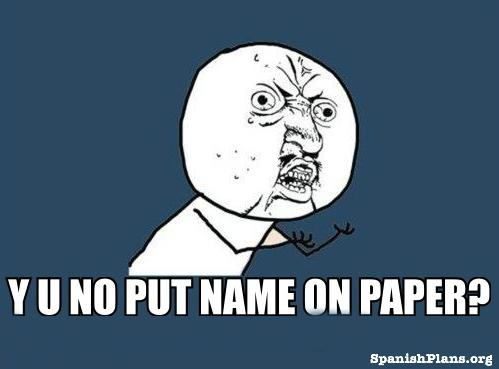 Y U NO PUT NAME ON PAPER?
SpanishPlans.org